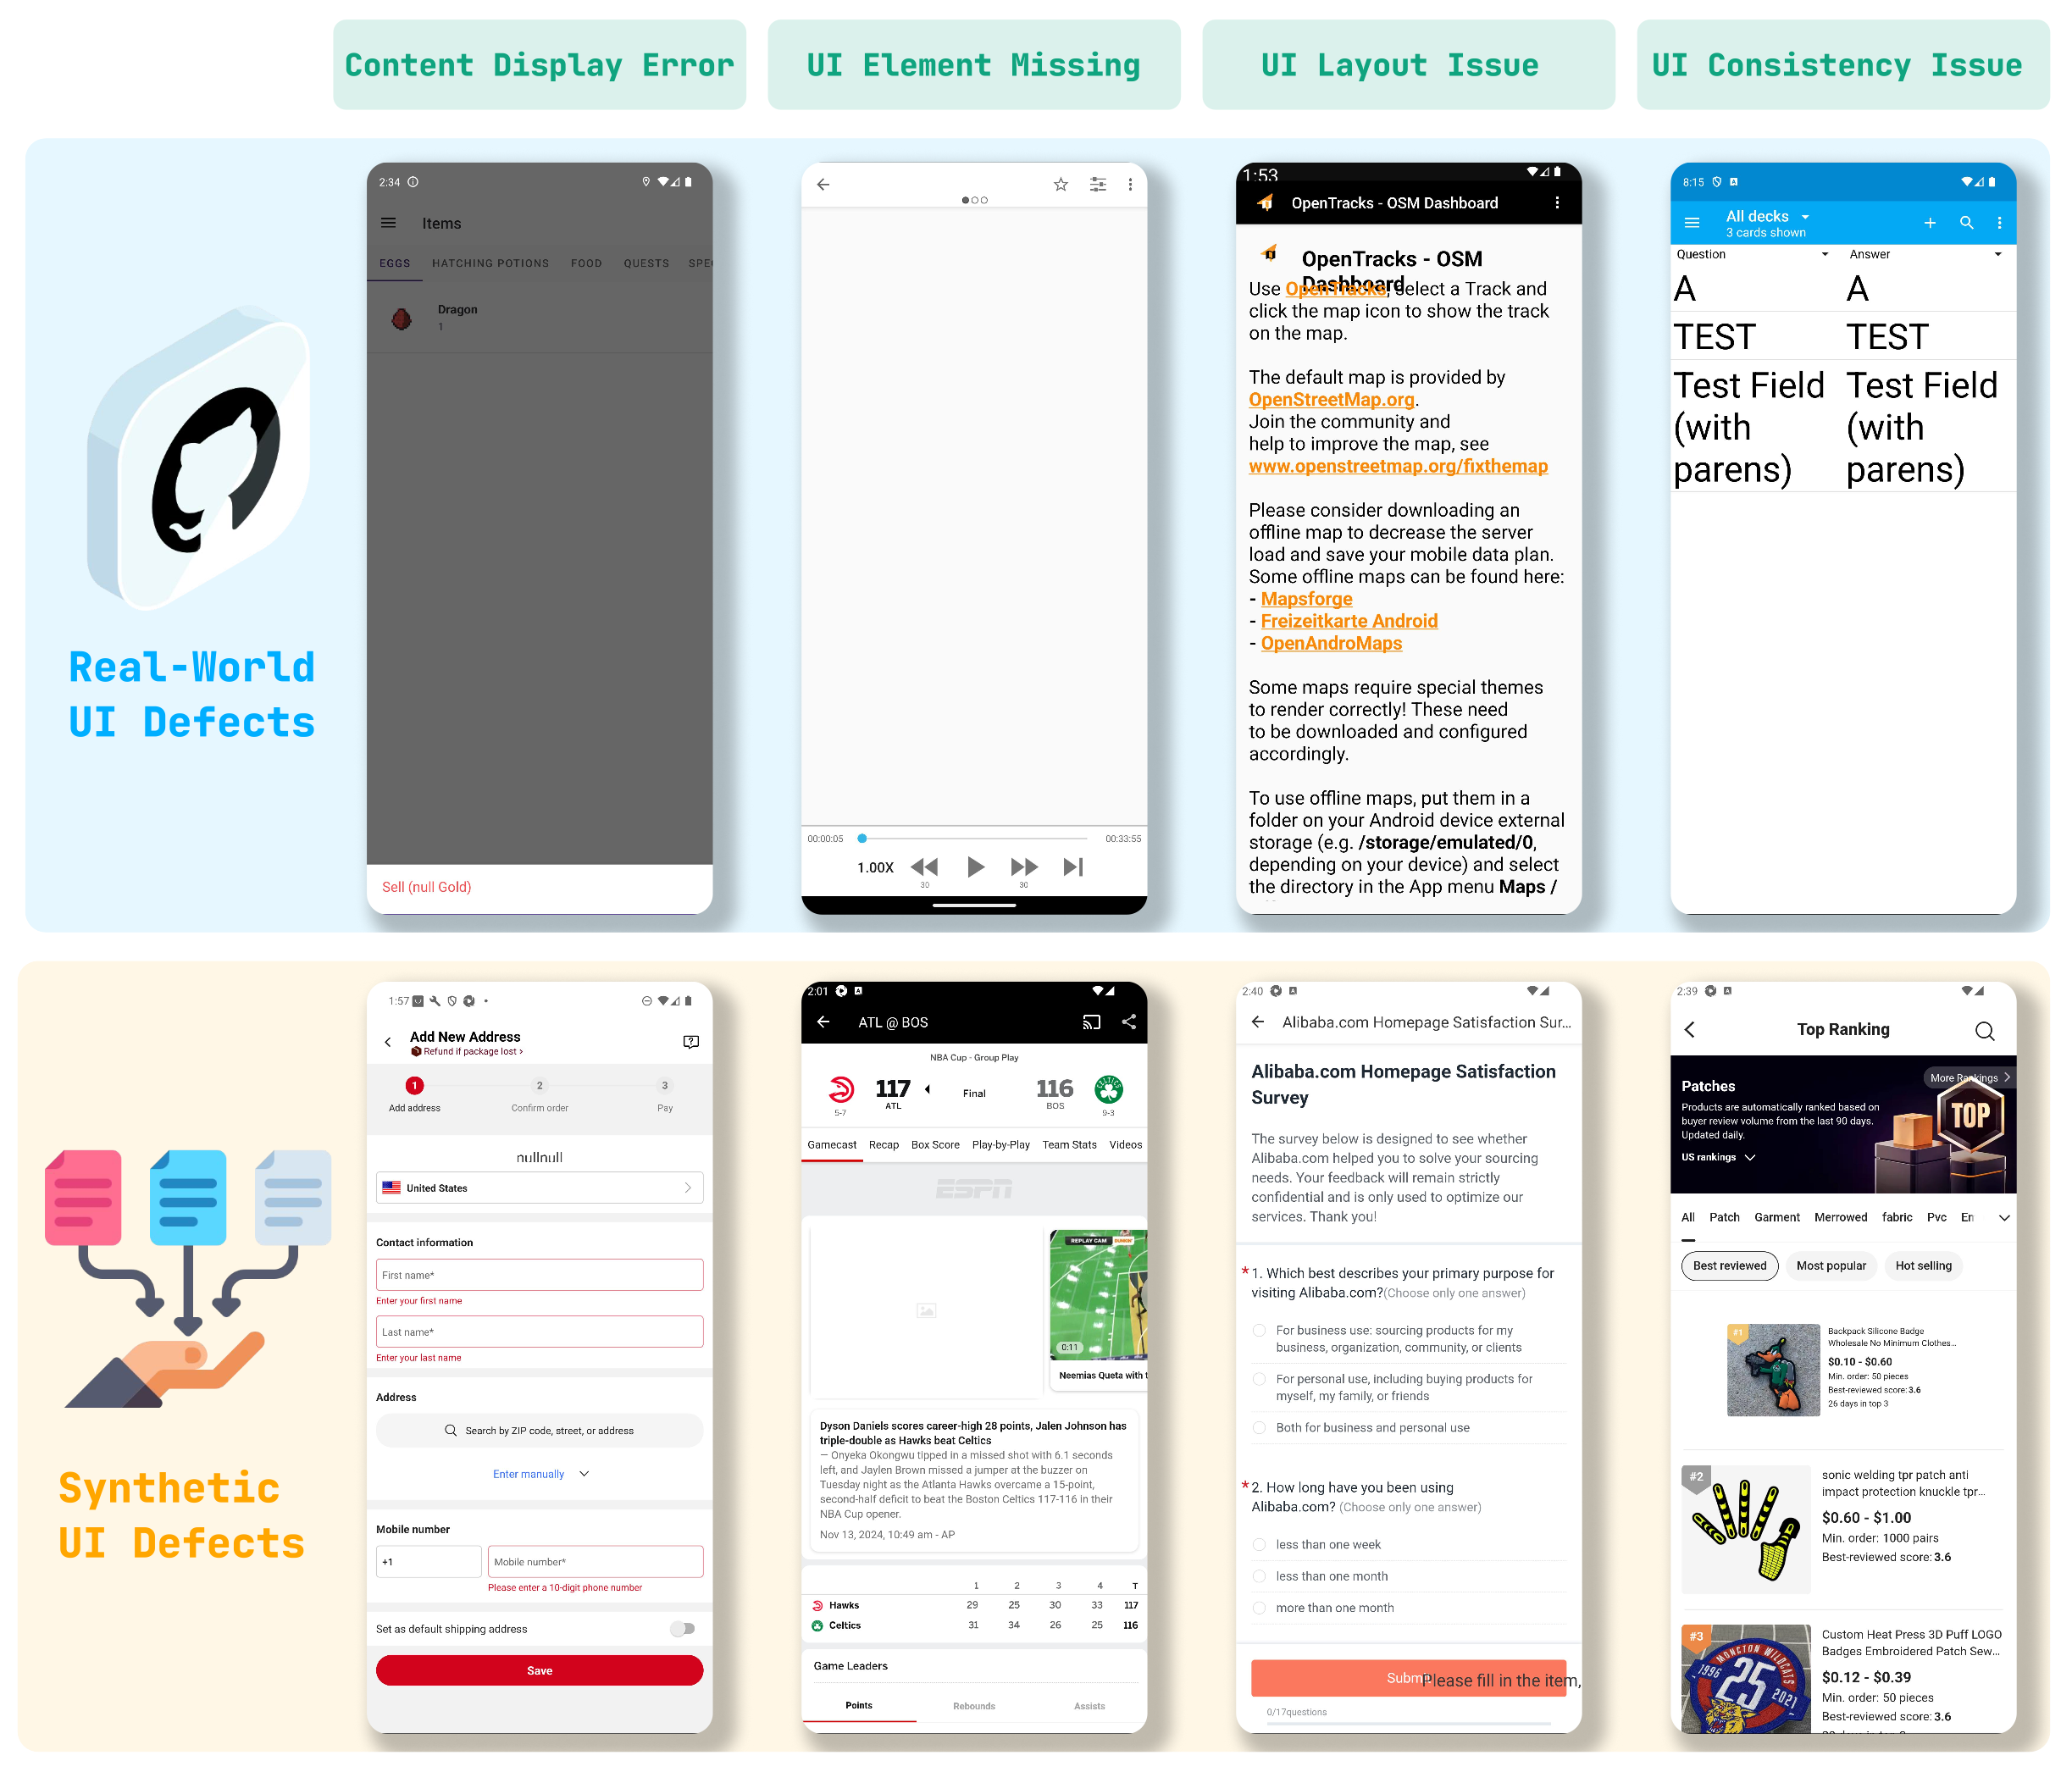 Content Display Error
UI Element Missing
UI Layout Issue
UI Consistency Issue
Real-World
UI Defects
2:34
Items
EGGS HATCHING POTIONS FOOD QUESTS SPE
Dragon
1
Sell (null Gold)
00:00:05 00:33:55
1.00X
30 30
1:53
OpenTracks - OSM Dashboard
OpenTracks - OSM
Dashboard
Use OpenTracks, select a Track and
click the map icon to show the track
on the map.
The default map is provided by
OpenStreetMap.org.
Join the community and
help to improve the map, see
www.openstreetmap.org/fixthemap
Please consider downloading an
offline map to decrease the server
load and save your mobile data plan.
Some offline maps can be found here:
- Mapsforge
- Freizeitkarte Android
- OpenAndroMaps
Some maps require special themes
to render correctly! These need
to be downloaded and configured
accordingly.
To use offline maps, put them in a
folder on your Android device external
storage (e.g. /storage/emulated/0,
depending on your device) and select
the directory in the App menu Maps /
8:15
All decks
3 cards shown
Question Answer
A A
TEST TEST
Test Field Test Field
(with (with
parens) parens)
Synthetic
UI Defects
1:57
Add New Address
Refund if package lost >
1 2 3
Add address Confirm order Pay
nullnull
United States
Contact information
First name*
Enter your first name
Last name*
Enter your last name
Address
Search by ZIP code, street, or address
Enter manually
Mobile number
+1 Mobile number*
Please enter a 10-digit phone number
Set as default shipping address
Save
2:01
ATL @ BOS
NBA Cup - Group Play
117 Final 116
ATL BOS
5-7 9-3
Gamecast Recap Box Score Play-by-Play Team Stats Videos
ESPN
REPLAY CAM DUNKIN'
0:11
Neemias Queta with t
Dyson Daniels scores career-high 28 points, Jalen Johnson has
triple-double as Hawks beat Celtics
— Onyeka Okongwu tipped in a missed shot with 6.1 seconds
left, and Jaylen Brown missed a jumper at the buzzer on
Tuesday night as the Atlanta Hawks overcame a 15-point,
second-half deficit to beat the Boston Celtics 117-116 in their
NBA Cup opener.
Nov 13, 2024, 10:49 am - AP
1 2 3 4 T
Hawks 29 25 30 33 117
Celtics 31 34 26 25 116
Game Leaders
Points Rebounds Assists
2:40
Alibaba.com Homepage Satisfaction Sur...
Alibaba.com Homepage Satisfaction
Survey
The survey below is designed to see whether
Alibaba.com helped you to solve your sourcing
needs. Your feedback will remain strictly
confidential and is only used to optimize our
services. Thank you!
* 1. Which best describes your primary purpose for
visiting Alibaba.com?(Choose only one answer)
For business use: sourcing products for my
business, organization, community, or clients
For personal use, including buying products for
myself, my family, or friends
Both for business and personal use
* 2. How long have you been using
Alibaba.com? (Choose only one answer)
less than one week
less than one month
more than one month
Submi Please fill in the item,
0/17questions
2:39
Top Ranking
More Rankings
Patches
Products are automatically ranked based on
buyer review volume from the last 90 days.
Updated daily.
US rankings
TOP
All Patch Garment Merrowed fabric Pvc En
Best reviewed Most popular Hot selling
#1
Backpack Silicone Badge
Wholesale No Minimum Clothes...
$0.10 - $0.60
Min. order: 50 pieces
Best-reviewed score: 3.6
26 days in top 3
#2
sonic welding tpr patch anti
impact protection knuckle tpr...
$0.60 - $1.00
Min. order: 1000 pairs
Best-reviewed score: 3.6
#3
Custom Heat Press 3D Puff LOGO
Badges Embroidered Patch Sew...
$0.12 - $0.39
Min. order: 50 pieces
Best-reviewed score: 3.6
MONCTON WILDCATS
1996 25 2021